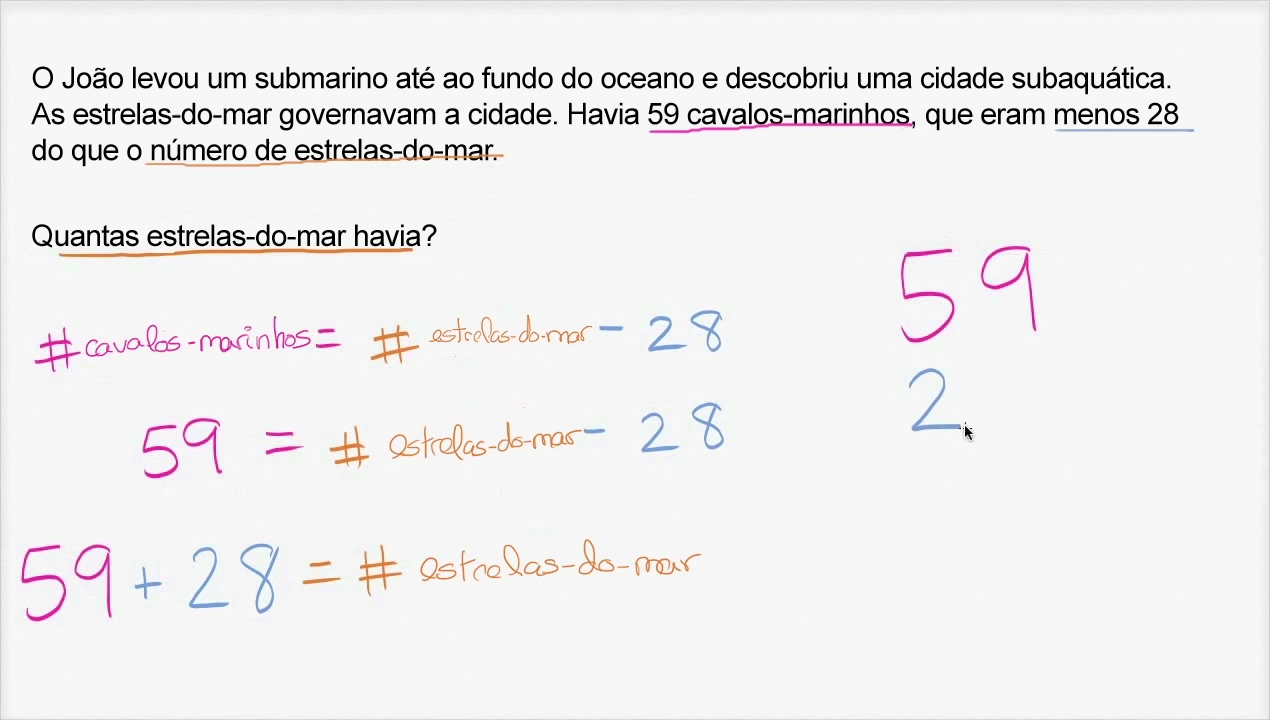 O João levou um submarino até ao fundo do oceano e descobriu uma cidade subaquática.
As estrelas-do-mar governavam a cidade. Havia 59 cavalos-marinhos, que eram menos 28
do que o número de estrelas-do-mar.
Quantas estrelas-do-mar havia?
# cavalos-marinhos = # estrelas-do-mar - 28
59 = # estrelas-do-mar - 28
59 + 28 = # estrelas-do-mar
59
2